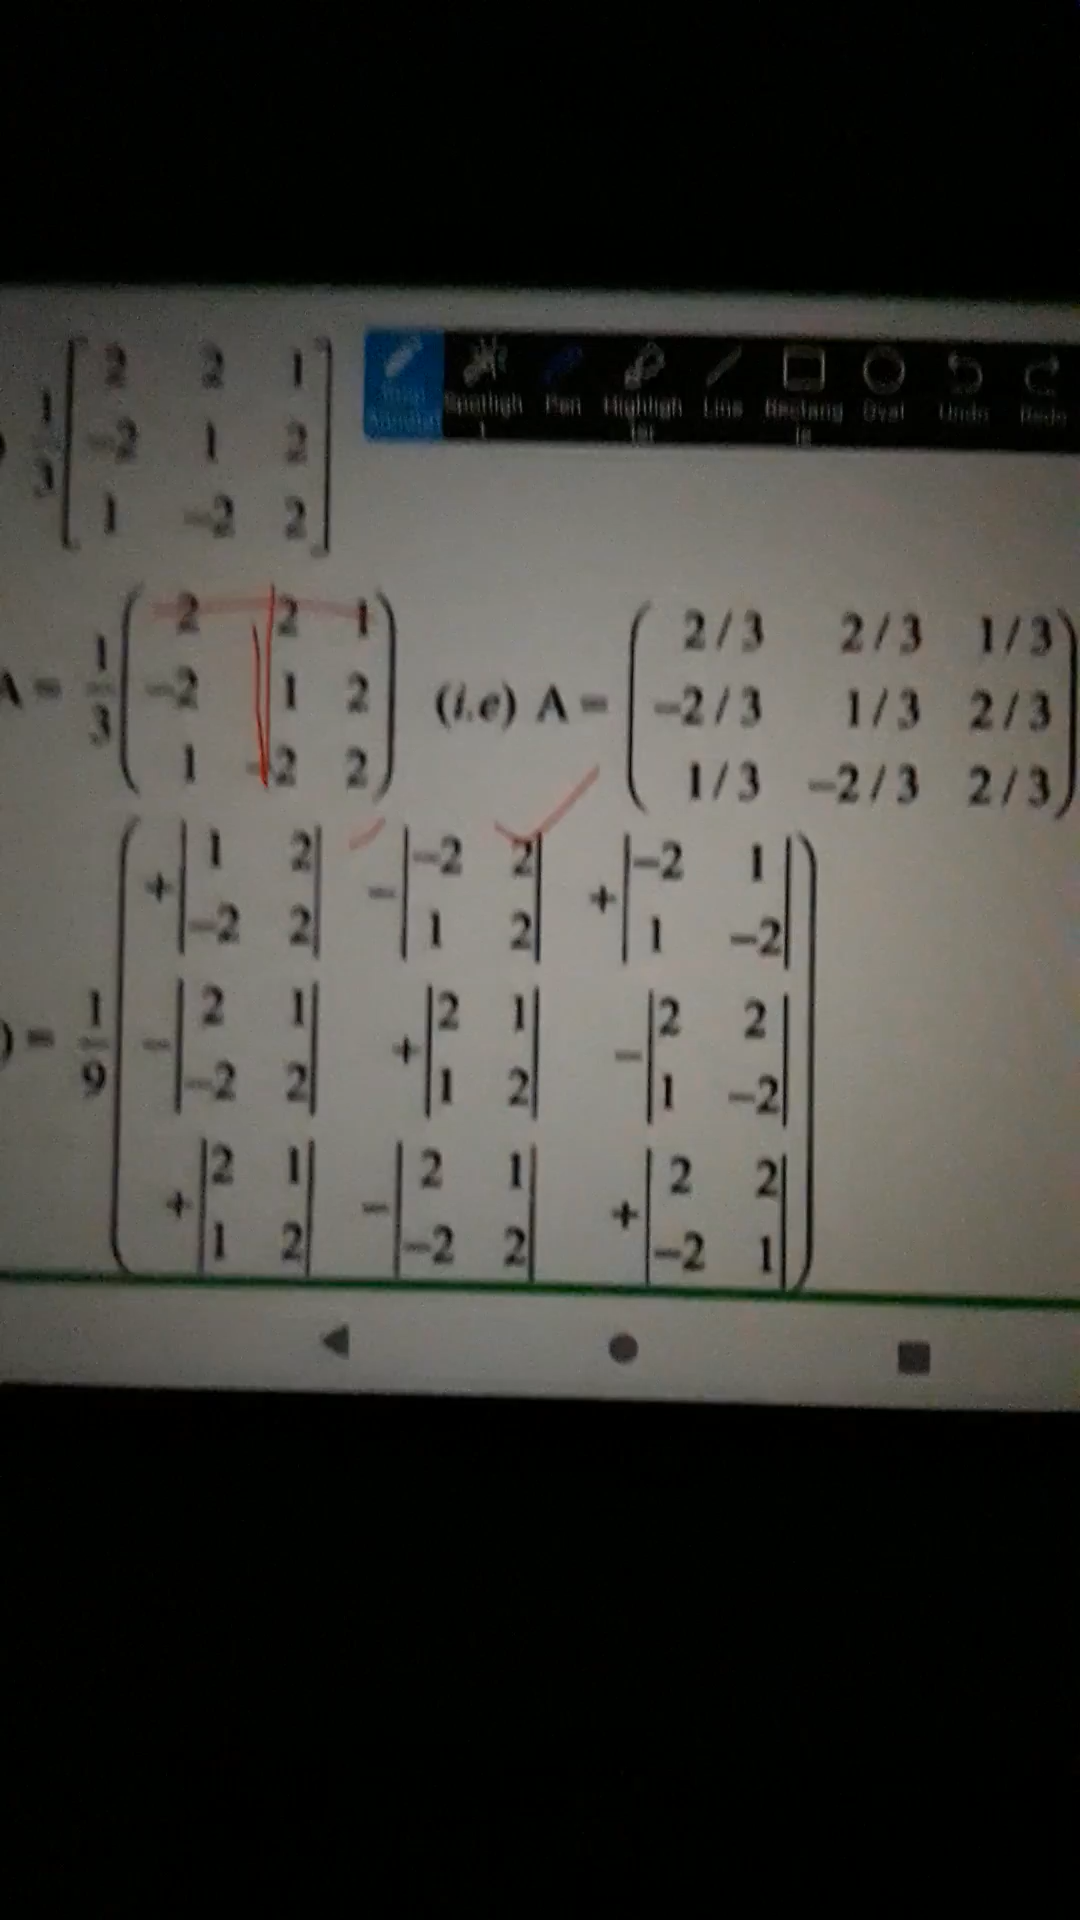 1/3 [ 2 2 1
-2 1 2
1 -2 2 ]
Spotlight Pen Highlighter Line Rectangle Oval Undo Redo
A = 1/3 ( 2 2 1
-2 1 2
1 -2 2 ) (i.e) A = ( 2/3 2/3 1/3
-2/3 1/3 2/3
1/3 -2/3 2/3 )
) = 1/9 ( +|1 2| -|-2 2| +|-2 1|
|-2 2| |1 2| |1 -2|
-|2 1| +|2 1| -|2 2|
|-2 2| |1 2| |1 -2|
+|2 1| -|2 1| +|2 2|
|1 2| |-2 2| |-2 1| )